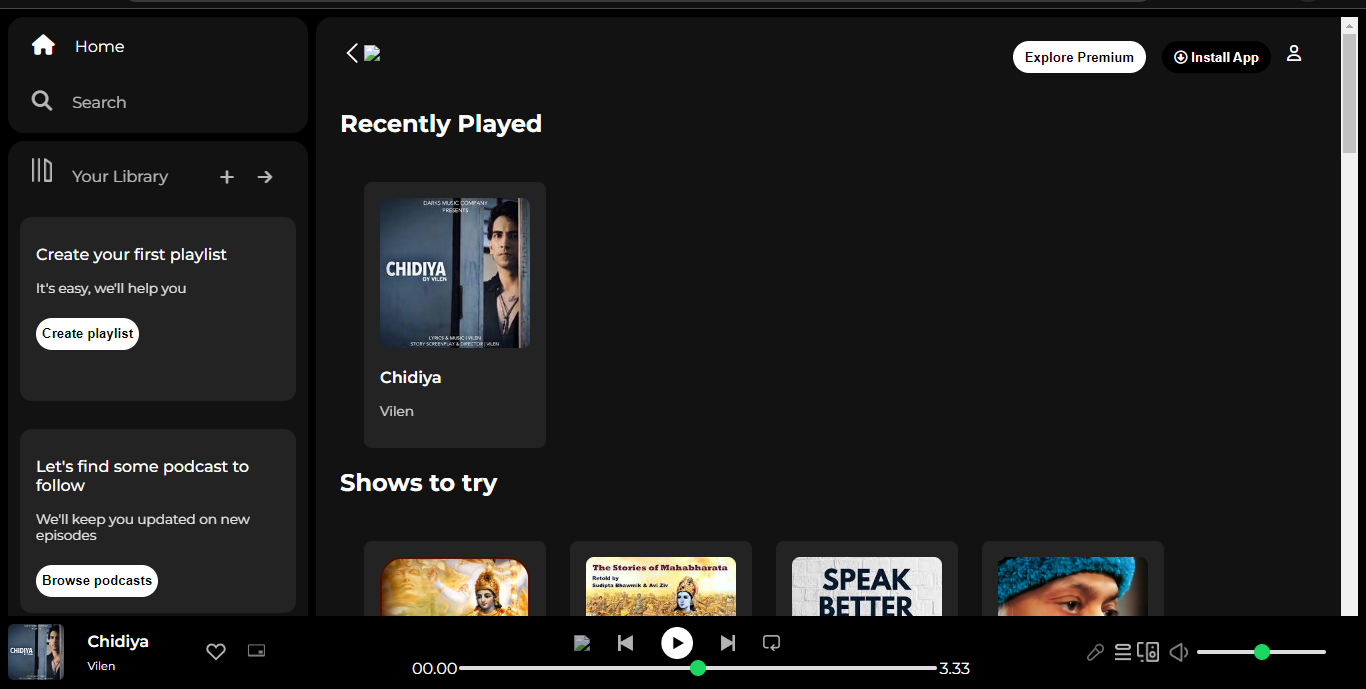 Home
Search
Your Library
Create your first playlist
It's easy, we'll help you
Create playlist
Let's find some podcast to
follow
We'll keep you updated on new
episodes
Browse podcasts
Explore Premium
Install App
Recently Played
DARKS MUSIC COMPANY
PRESENTS
CHIDIYA
BY VILEN
LYRICS & MUSIC | VILEN
STORY SCREENPLAY & DIRECTOR | VILEN
Chidiya
Vilen
Shows to try
The Stories of Mahabharata
Retold by
Sudipta Bhawmik & Avi Ziv
SPEAK
BETTER
CHIDIYA
Chidiya
Vilen
00.00
3.33